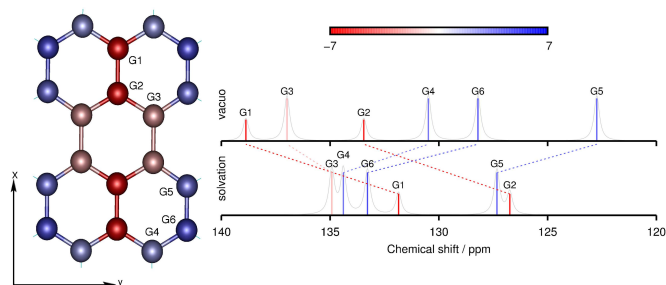 -7
7
G1
G2
G3
G5
G6
G4
X
y
vacuo
G1
G3
G2
G4
G6
G5
solvation
G3
G4
G6
G1
G5
G2
140
135
130
125
120
Chemical shift / ppm